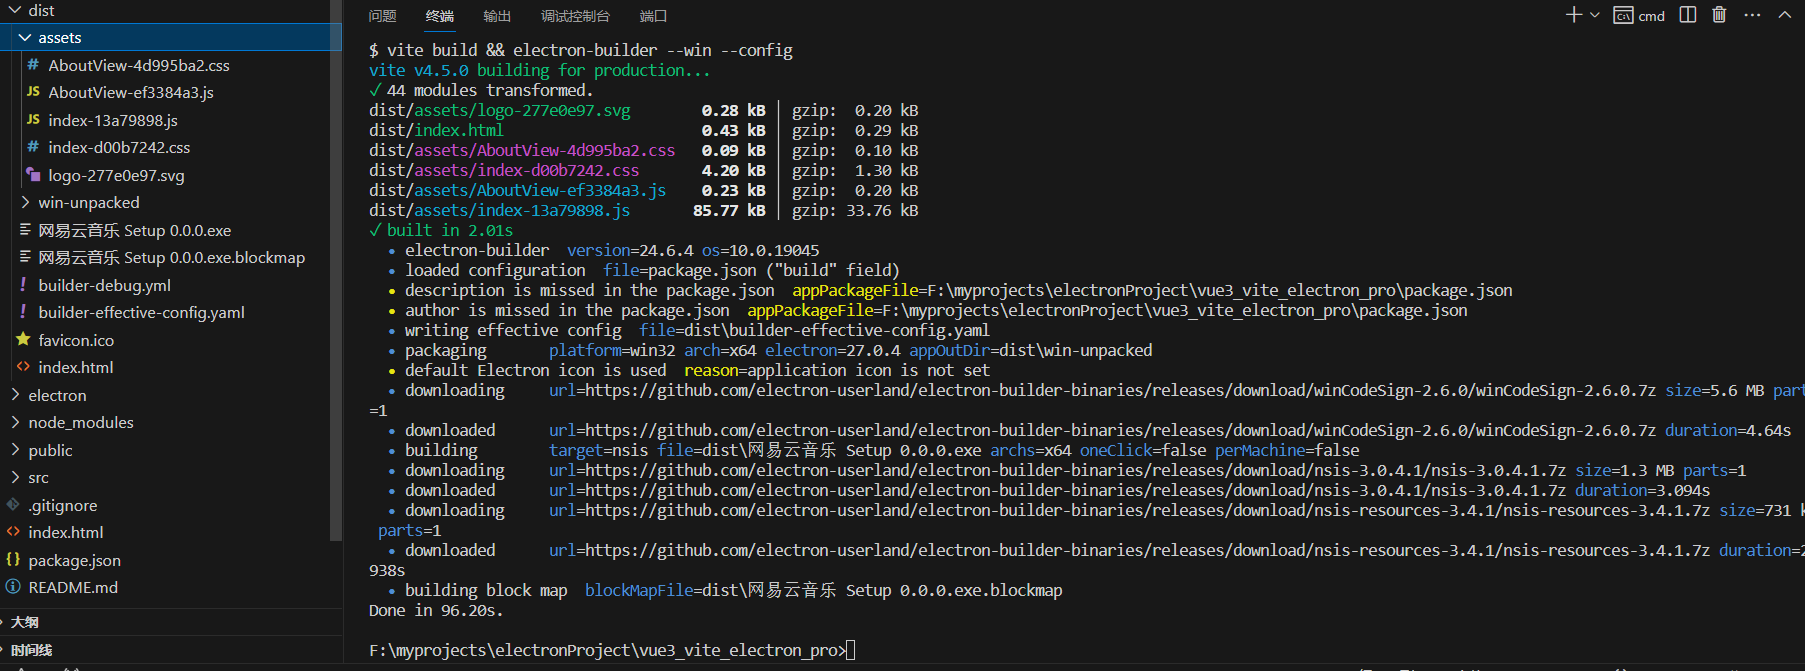 dist
assets
AboutView-4d995ba2.css
AboutView-ef3384a3.js
index-13a79898.js
index-d00b7242.css
logo-277e0e97.svg
win-unpacked
网易云音乐 Setup 0.0.0.exe
网易云音乐 Setup 0.0.0.exe.blockmap
builder-debug.yml
builder-effective-config.yaml
favicon.ico
index.html
electron
node_modules
public
src
.gitignore
index.html
package.json
README.md
大纲
时间线
问题 终端 输出 调试控制台 端口
cmd
$ vite build && electron-builder --win --config
vite v4.5.0 building for production...
✓ 44 modules transformed.
dist/assets/logo-277e0e97.svg 0.28 kB │ gzip: 0.20 kB
dist/index.html 0.43 kB │ gzip: 0.29 kB
dist/assets/AboutView-4d995ba2.css 0.09 kB │ gzip: 0.10 kB
dist/assets/index-d00b7242.css 4.20 kB │ gzip: 1.30 kB
dist/assets/AboutView-ef3384a3.js 0.23 kB │ gzip: 0.20 kB
dist/assets/index-13a79898.js 85.77 kB │ gzip: 33.76 kB
✓ built in 2.01s
• electron-builder version=24.6.4 os=10.0.19045
• loaded configuration file=package.json ("build" field)
• description is missed in the package.json appPackageFile=F:\myprojects\electronProject\vue3_vite_electron_pro\package.json
• author is missed in the package.json appPackageFile=F:\myprojects\electronProject\vue3_vite_electron_pro\package.json
• writing effective config file=dist\builder-effective-config.yaml
• packaging platform=win32 arch=x64 electron=27.0.4 appOutDir=dist\win-unpacked
• default Electron icon is used reason=application icon is not set
• downloading url=https://github.com/electron-userland/electron-builder-binaries/releases/download/winCodeSign-2.6.0/winCodeSign-2.6.0.7z size=5.6 MB part
=1
• downloaded url=https://github.com/electron-userland/electron-builder-binaries/releases/download/winCodeSign-2.6.0/winCodeSign-2.6.0.7z duration=4.64s
• building target=nsis file=dist\网易云音乐 Setup 0.0.0.exe archs=x64 oneClick=false perMachine=false
• downloading url=https://github.com/electron-userland/electron-builder-binaries/releases/download/nsis-3.0.4.1/nsis-3.0.4.1.7z size=1.3 MB parts=1
• downloaded url=https://github.com/electron-userland/electron-builder-binaries/releases/download/nsis-3.0.4.1/nsis-3.0.4.1.7z duration=3.094s
• downloading url=https://github.com/electron-userland/electron-builder-binaries/releases/download/nsis-resources-3.4.1/nsis-resources-3.4.1.7z size=731 k
parts=1
• downloaded url=https://github.com/electron-userland/electron-builder-binaries/releases/download/nsis-resources-3.4.1/nsis-resources-3.4.1.7z duration=2
938s
• building block map blockMapFile=dist\网易云音乐 Setup 0.0.0.exe.blockmap
Done in 96.20s.
F:\myprojects\electronProject\vue3_vite_electron_pro>